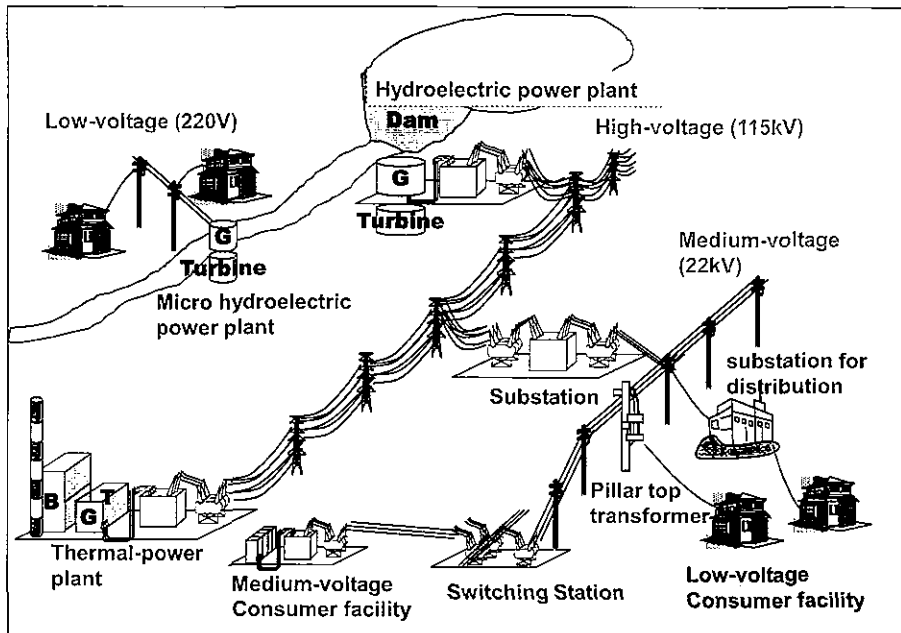 Hydroelectric power plant
Dam
Low-voltage (220V)
High-voltage (115kV)
G
Turbine
G
Turbine
Micro hydroelectric
power plant
Medium-voltage
(22kV)
substation for
distribution
Substation
B
T
G
Pillar top
transformer
Thermal-power
plant
Medium-voltage
Consumer facility
Switching Station
Low-voltage
Consumer facility